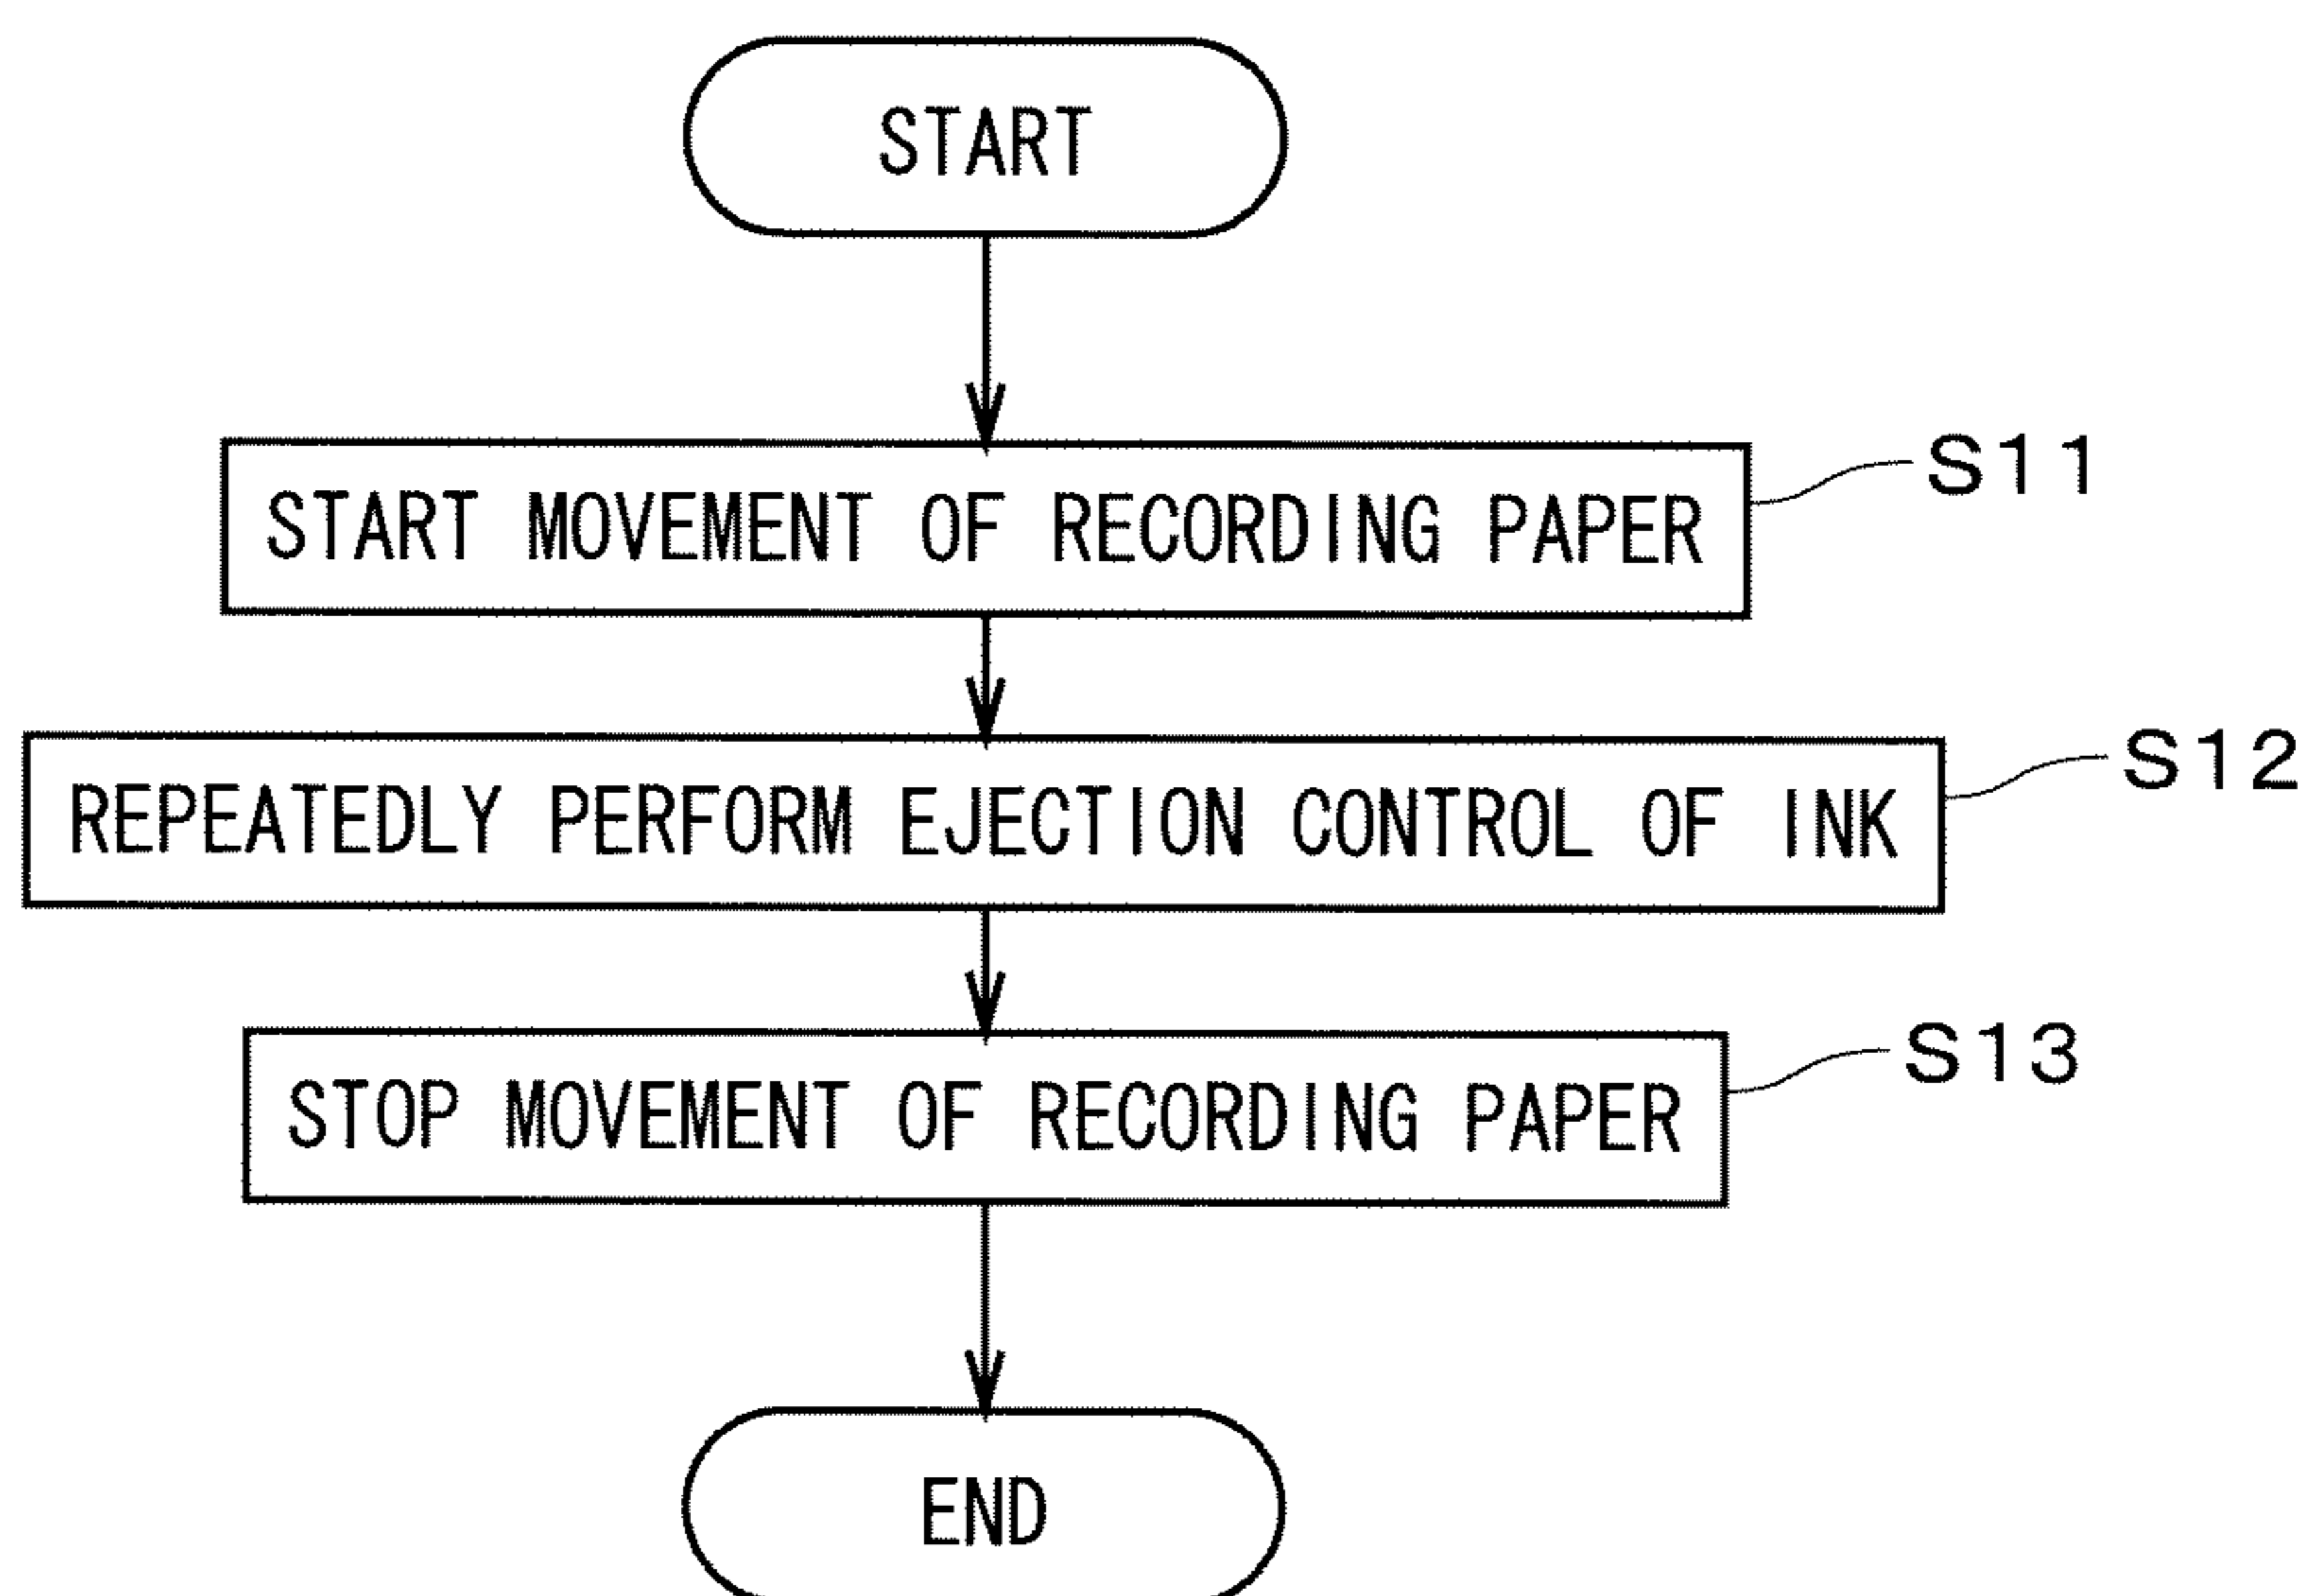 START
START MOVEMENT OF RECORDING PAPER
S11
REPEATEDLY PERFORM EJECTION CONTROL OF INK
S12
STOP MOVEMENT OF RECORDING PAPER
S13
END